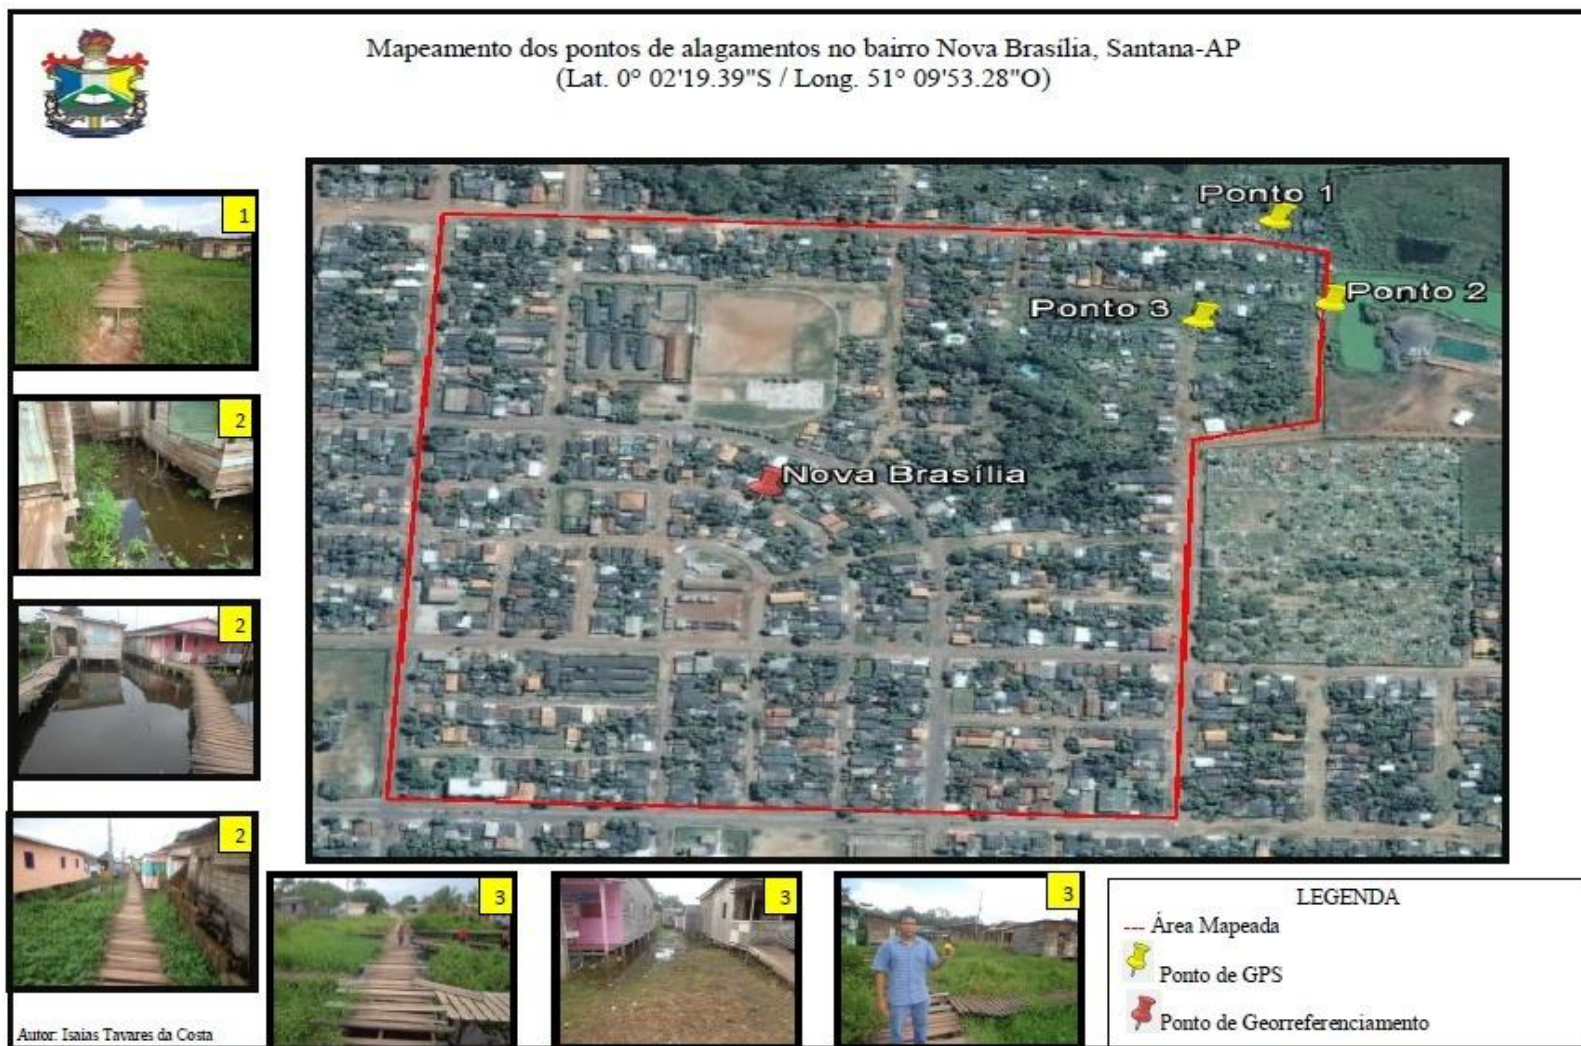 Mapeamento dos pontos de alagamentos no bairro Nova Brasília, Santana-AP
(Lat. 0° 02'19.39"S / Long. 51° 09'53.28"O)
1
Ponto 1
Ponto 2
Ponto 3
2
Nova Brasília
2
2
3
3
3
LEGENDA
--- Área Mapeada
Ponto de GPS
Ponto de Georreferenciamento
Autor: Isaias Tavares da Costa